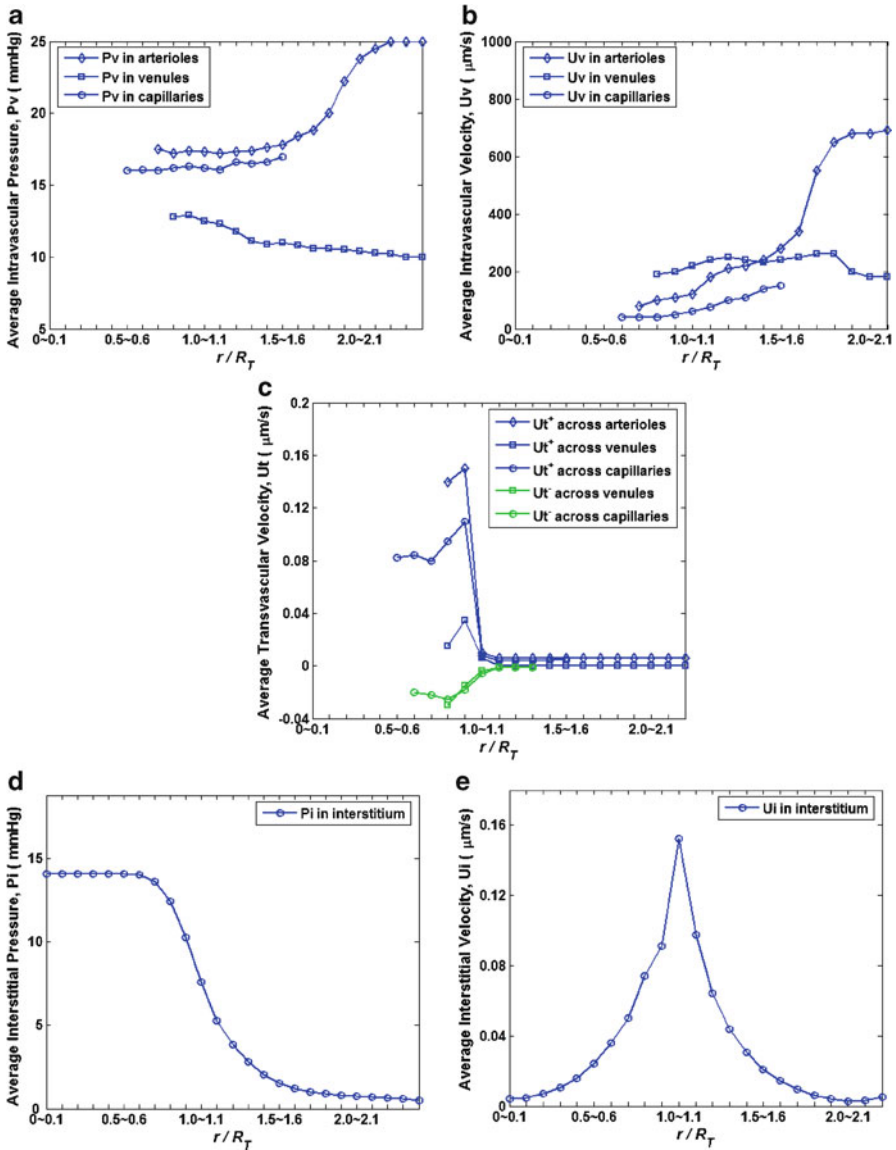 a
Average Intravascular Pressure, Pv ( mmHg)
25
20
15
10
5
Pv in arterioles
Pv in venules
Pv in capillaries
0~0.1 0.5~0.6 1.0~1.1 1.5~1.6 2.0~2.1
r / R_T
b
Average Intravascular Velocity, Uv ( μm/s)
1000
800
600
400
200
0
Uv in arterioles
Uv in venules
Uv in capillaries
0~0.1 0.5~0.6 1.0~1.1 1.5~1.6 2.0~2.1
r / R_T
c
Average Transvascular Velocity, Ut ( μm/s)
0.2
0.16
0.12
0.08
0.04
0
-0.04
Ut⁺ across arterioles
Ut⁺ across venules
Ut⁺ across capillaries
Ut⁻ across venules
Ut⁻ across capillaries
0~0.1 0.5~0.6 1.0~1.1 1.5~1.6 2.0~2.1
r / R_T
d
Average Interstitial Pressure, Pi ( mmHg)
15
10
5
0
Pi in interstitium
0~0.1 0.5~0.6 1.0~1.1 1.5~1.6 2.0~2.1
r / R_T
e
Average Interstitial Velocity, Ui ( μm/s)
0.16
0.12
0.08
0.04
0
Ui in interstitium
0~0.1 0.5~0.6 1.0~1.1 1.5~1.6 2.0~2.1
r / R_T